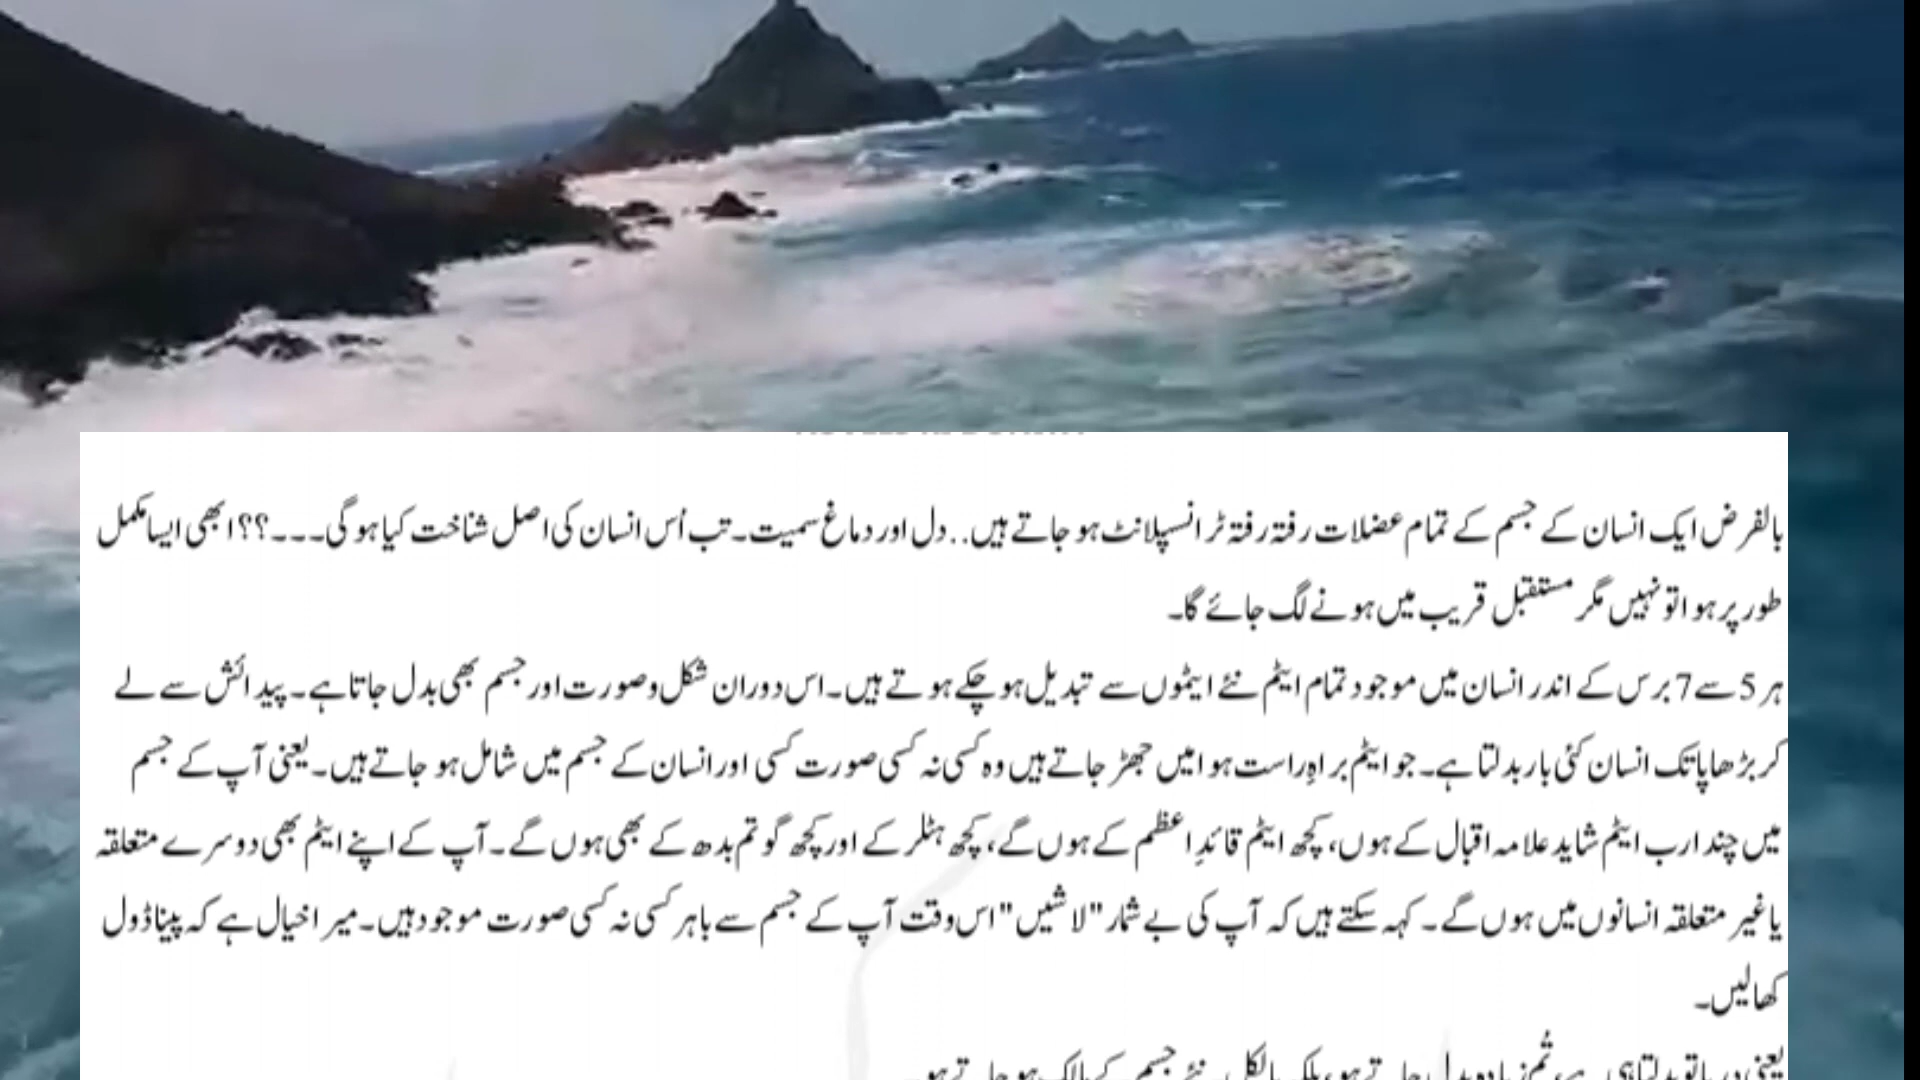 بالفرض ایک انسان کے جسم کے تمام عضلات رفتہ رفتہ ٹرانسپلانٹ ہو جاتے ہیں.. دل اور دماغ سمیت۔ تب اُس انسان کی اصل شناخت کیا ہو گی۔۔۔؟؟ ابھی ایسا مکمل
طور پر ہوا تو نہیں مگر مستقبل قریب میں ہونے لگ جائے گا۔
ہر 5 سے 7 برس کے اندر انسان میں موجود تمام ایٹم نئے ایٹموں سے تبدیل ہو چکے ہوتے ہیں۔ اس دوران شکل و صورت اور جسم بھی بدل جاتا ہے۔ پیدائش سے لے
کر بڑھاپا تک انسان کئی بار بدلتا ہے۔ جو ایٹم براہِ راست ہوا میں جھڑ جاتے ہیں وہ کسی نہ کسی صورت کسی اور انسان کے جسم میں شامل ہو جاتے ہیں۔ یعنی آپ کے جسم
میں چند ارب ایٹم شاید علامہ اقبال کے ہوں، کچھ ایٹم قائدِ اعظم کے ہوں گے، کچھ ہٹلر کے اور کچھ گوتم بدھ کے بھی ہوں گے۔ آپ کے اپنے ایٹم بھی دوسرے متعلقہ
یا غیر متعلقہ انسانوں میں ہوں گے۔ کہہ سکتے ہیں کہ آپ کی بے شمار "لاشیں" اس وقت آپ کے جسم سے باہر کسی نہ کسی صورت موجود ہیں۔ میرا خیال ہے کہ پیناڈول
کھا لیں۔